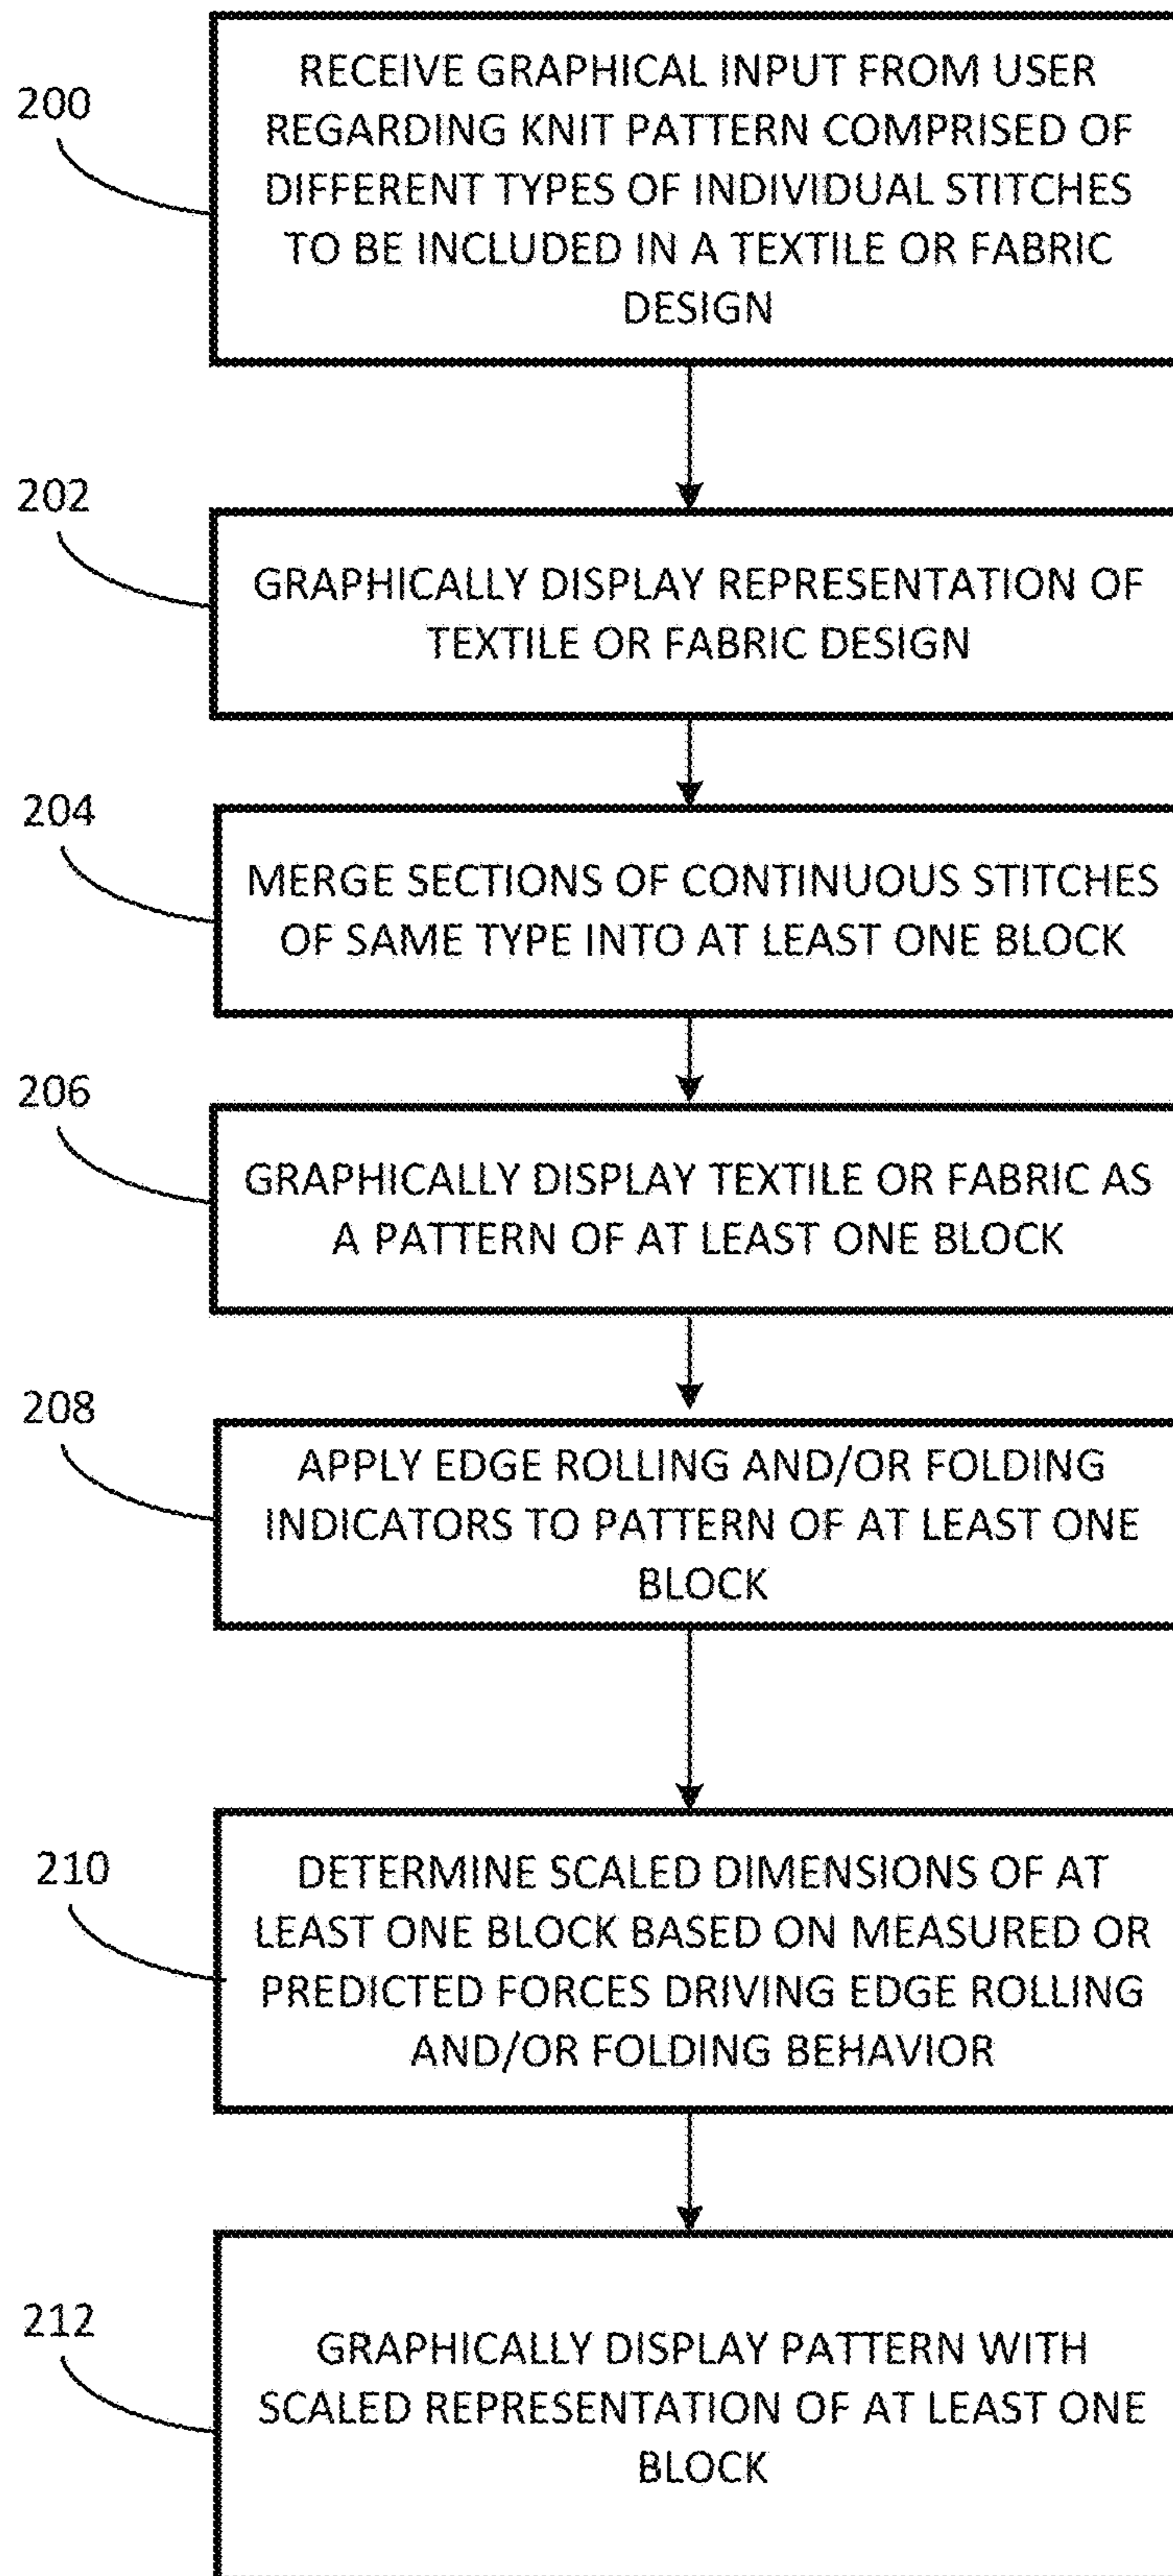 200
RECEIVE GRAPHICAL INPUT FROM USER
REGARDING KNIT PATTERN COMPRISED OF
DIFFERENT TYPES OF INDIVIDUAL STITCHES
TO BE INCLUDED IN A TEXTILE OR FABRIC
DESIGN
202
GRAPHICALLY DISPLAY REPRESENTATION OF
TEXTILE OR FABRIC DESIGN
204
MERGE SECTIONS OF CONTINUOUS STITCHES
OF SAME TYPE INTO AT LEAST ONE BLOCK
206
GRAPHICALLY DISPLAY TEXTILE OR FABRIC AS
A PATTERN OF AT LEAST ONE BLOCK
208
APPLY EDGE ROLLING AND/OR FOLDING
INDICATORS TO PATTERN OF AT LEAST ONE
BLOCK
210
DETERMINE SCALED DIMENSIONS OF AT
LEAST ONE BLOCK BASED ON MEASURED OR
PREDICTED FORCES DRIVING EDGE ROLLING
AND/OR FOLDING BEHAVIOR
212
GRAPHICALLY DISPLAY PATTERN WITH
SCALED REPRESENTATION OF AT LEAST ONE
BLOCK